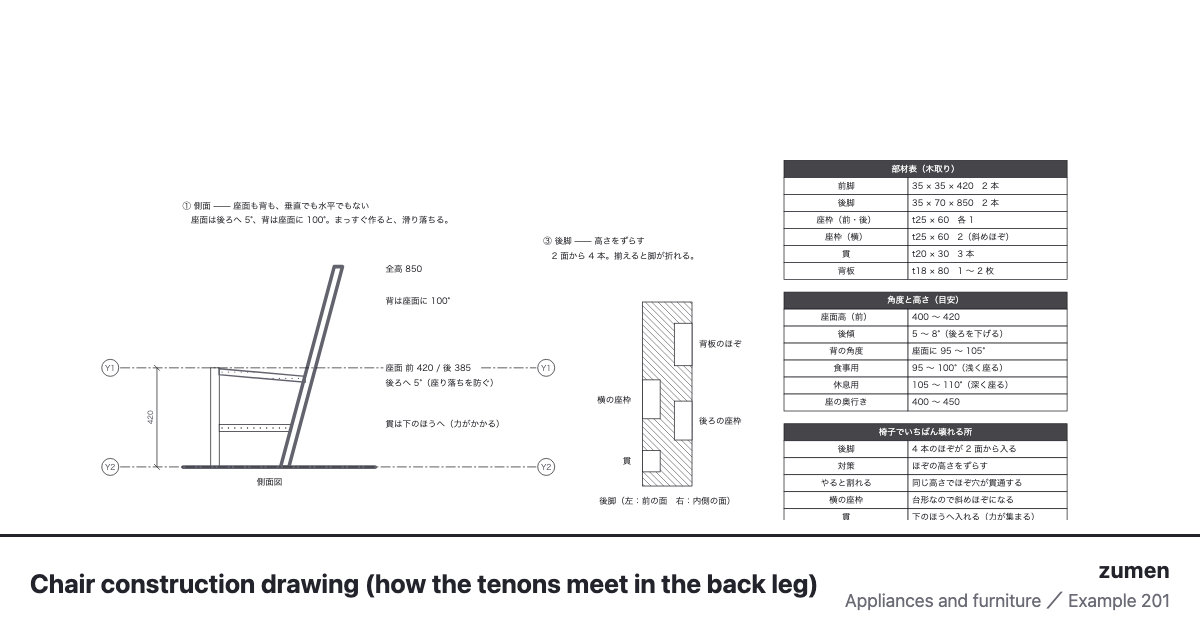 ① 側面 —— 座面も背も、垂直でも水平でもない
座面は後ろへ 5°、背は座面に 100°。まっすぐ作ると、滑り落ちる。
全高 850
背は座面に 100°
Y1
座面 前 420 / 後 385
Y1
後ろへ 5°（座り落ちを防ぐ）
420
貫は下のほうへ（力がかかる）
Y2
Y2
側面図
③ 後脚 —— 高さをずらす
2 面から 4 本。揃えると脚が折れる。
背板のほぞ
横の座枠
後ろの座枠
貫
後脚（左：前の面　右：内側の面）
部材表（木取り）
前脚 35 × 35 × 420　2 本
後脚 35 × 70 × 850　2 本
座枠（前・後） t25 × 60　各 1
座枠（横） t25 × 60　2（斜めほぞ）
貫 t20 × 30　3 本
背板 t18 × 80　1 〜 2 枚
角度と高さ（目安）
座面高（前） 400 〜 420
後傾 5 〜 8°（後ろを下げる）
背の角度 座面に 95 〜 105°
食事用 95 〜 100°（浅く座る）
休息用 105 〜 110°（深く座る）
座の奥行き 400 〜 450
椅子でいちばん壊れる所
後脚 4 本のほぞが 2 面から入る
対策 ほぞの高さをずらす
やると割れる 同じ高さでほぞ穴が貫通する
横の座枠 台形なので斜めほぞになる
貫 下のほうへ入れる（力が集まる）
Chair construction drawing (how the tenons meet in the back leg)
zumen
Appliances and furniture ／ Example 201